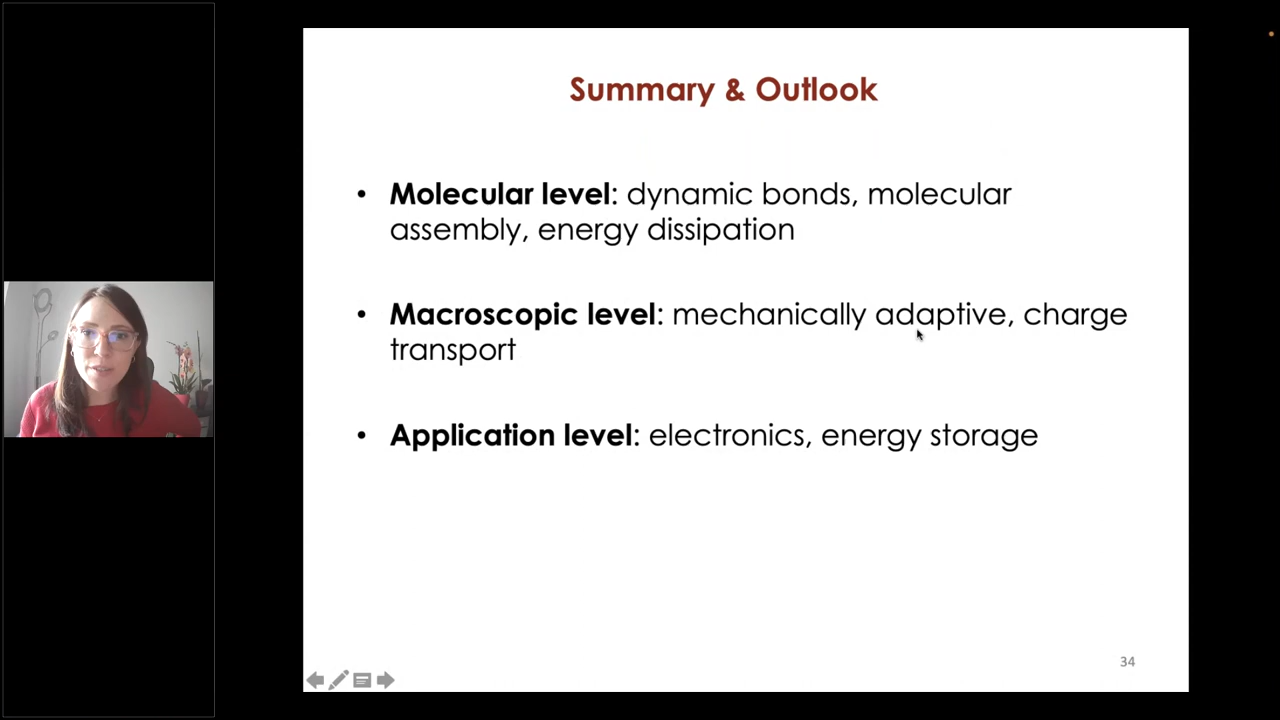 Summary & Outlook
• Molecular level: dynamic bonds, molecular
assembly, energy dissipation
• Macroscopic level: mechanically adaptive, charge
transport
• Application level: electronics, energy storage
34